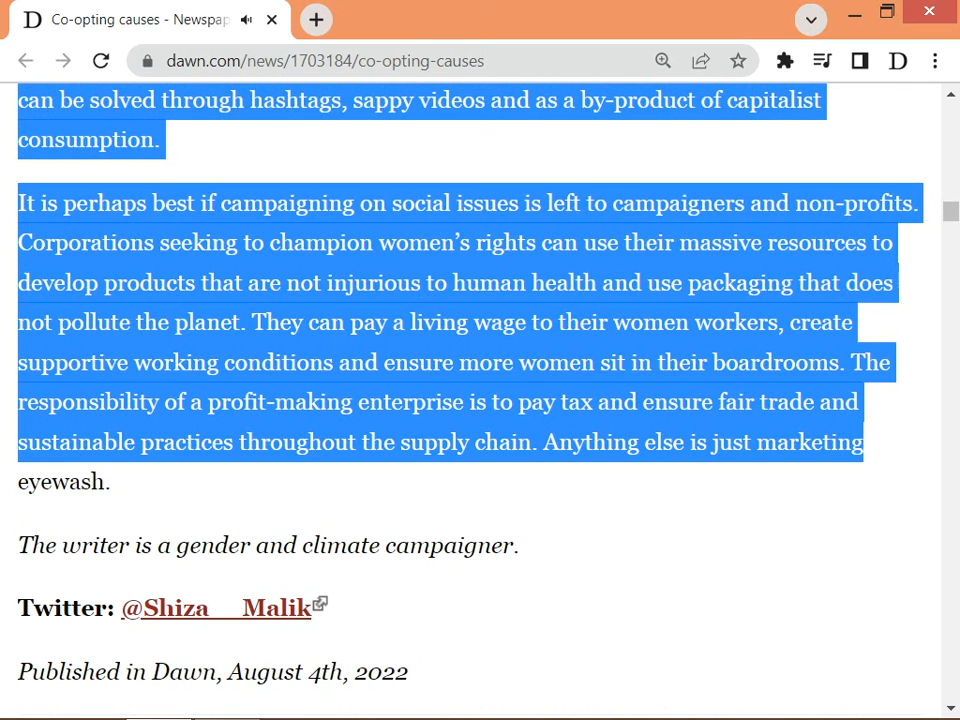 D Co-opting causes - Newspap
dawn.com/news/1703184/co-opting-causes
D
can be solved through hashtags, sappy videos and as a by-product of capitalist
consumption.
It is perhaps best if campaigning on social issues is left to campaigners and non-profits.
Corporations seeking to champion women’s rights can use their massive resources to
develop products that are not injurious to human health and use packaging that does
not pollute the planet. They can pay a living wage to their women workers, create
supportive working conditions and ensure more women sit in their boardrooms. The
responsibility of a profit-making enterprise is to pay tax and ensure fair trade and
sustainable practices throughout the supply chain. Anything else is just marketing
eyewash.
The writer is a gender and climate campaigner.
Twitter: @Shiza__Malik
Published in Dawn, August 4th, 2022